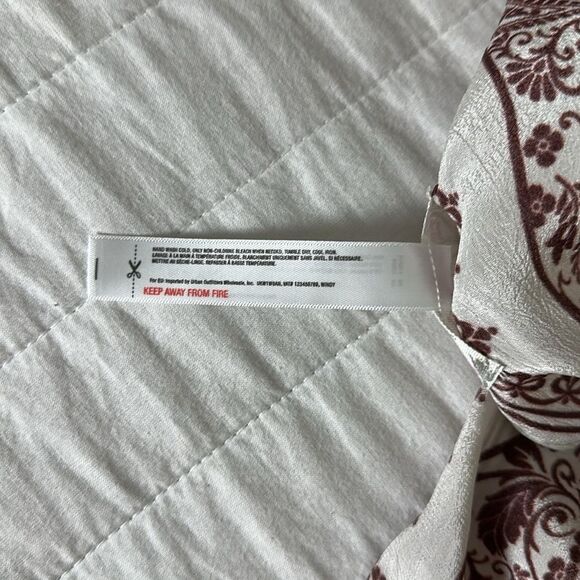 HAND WASH COLD. ONLY NON-CHLORINE BLEACH WHEN NEEDED. TUMBLE DRY, COOL IRON.
LAVAGE À LA MAIN À TEMPÉRATURE FROIDE. BLANCHIMENT UNIQUEMENT SANS JAVEL, SI NÉCESSAIRE.
METTRE AU SÈCHE-LINGE. REPASSER À BASSE TEMPÉRATURE.
For EU: Imported by Urban Outfitters Wholesale, Inc. VAT# 123456789,
KEEP AWAY FROM FIRE